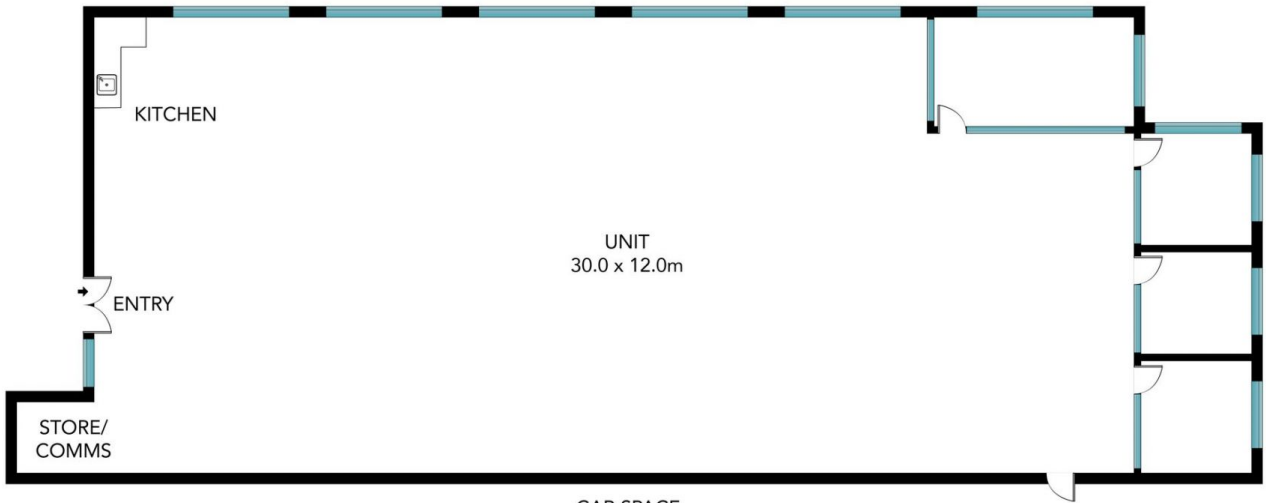 KITCHEN
UNIT
30.0 x 12.0m
ENTRY
STORE/
COMMS
CAR SPACE